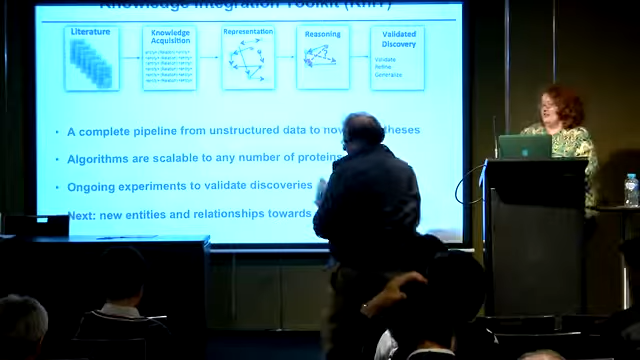 Knowledge Integration Toolkit (KnIT)
Literature
Knowledge
Acquisition
Representation
Reasoning
Validated
Discovery
Validate
Refine
Generalize
• A complete pipeline from unstructured data to
• Algorithms are scalable to any number of proteins
• Ongoing experiments to validate discoveries
Next: new entities and relationships towards